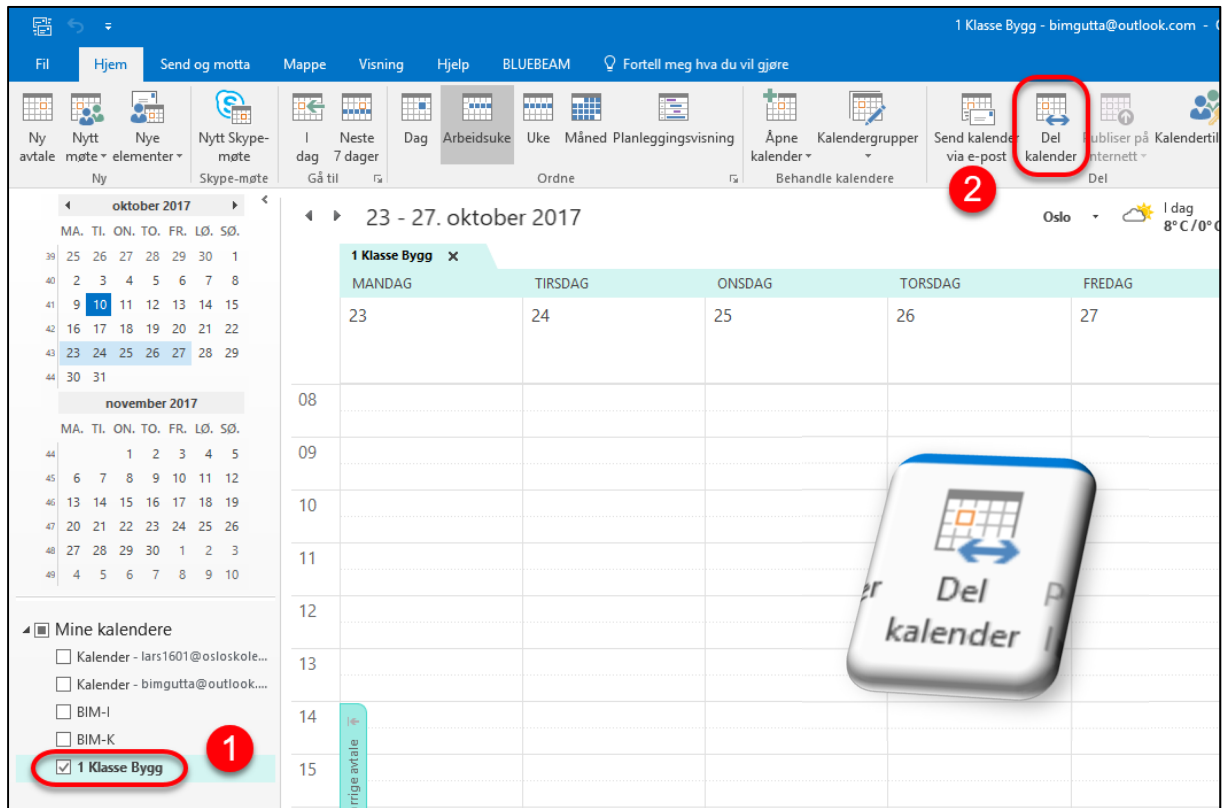 1 Klasse Bygg - bimgutta@outlook.com -
Fil Hjem Send og motta Mappe Visning Hjelp BLUEBEAM Fortell meg hva du vil gjøre
Ny avtale
Nytt møte
Nye elementer
Ny
Nytt Skype-møte
Skype-møte
I dag
Neste 7 dager
Gå til
Dag
Arbeidsuke
Uke
Måned
Planleggingsvisning
Ordne
Åpne kalender
Kalendergrupper
Behandle kalendere
Send kalender via e-post
Del kalender
Publiser på Internett
Del
2
oktober 2017
MA. TI. ON. TO. FR. LØ. SØ.
39 25 26 27 28 29 30 1
40 2 3 4 5 6 7 8
41 9 10 11 12 13 14 15
42 16 17 18 19 20 21 22
43 23 24 25 26 27 28 29
44 30 31
november 2017
MA. TI. ON. TO. FR. LØ. SØ.
44 1 2 3 4 5
45 6 7 8 9 10 11 12
46 13 14 15 16 17 18 19
47 20 21 22 23 24 25 26
48 27 28 29 30 1 2 3
49 4 5 6 7 8 9 10
Mine kalendere
Kalender - lars1601@osloskole...
Kalender - bimgutta@outlook....
BIM-I
BIM-K
1 Klasse Bygg
1
23 - 27. oktober 2017
Oslo
I dag
8°C/0°C
1 Klasse Bygg X
MANDAG TIRSDAG ONSDAG TORSDAG FREDAG
23 24 25 26 27
08
09
10
11
12
13
14
15
avtale
Del
kalender